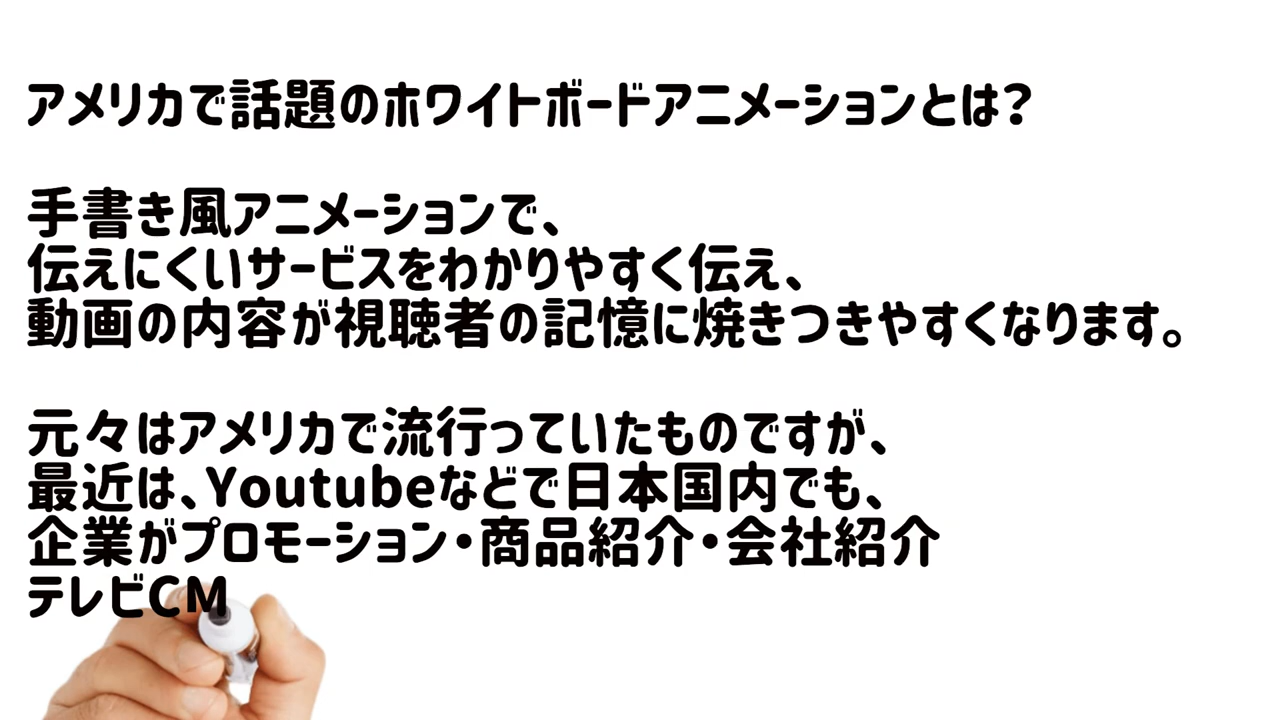 アメリカで話題のホワイトボードアニメーションとは?
手書き風アニメーションで、
伝えにくいサービスをわかりやすく伝え、
動画の内容が視聴者の記憶に焼きつきやすくなります。
元々はアメリカで流行っていたものですが、
最近は、Youtubeなどで日本国内でも、
企業がプロモーション・商品紹介・会社紹介
テレビCM